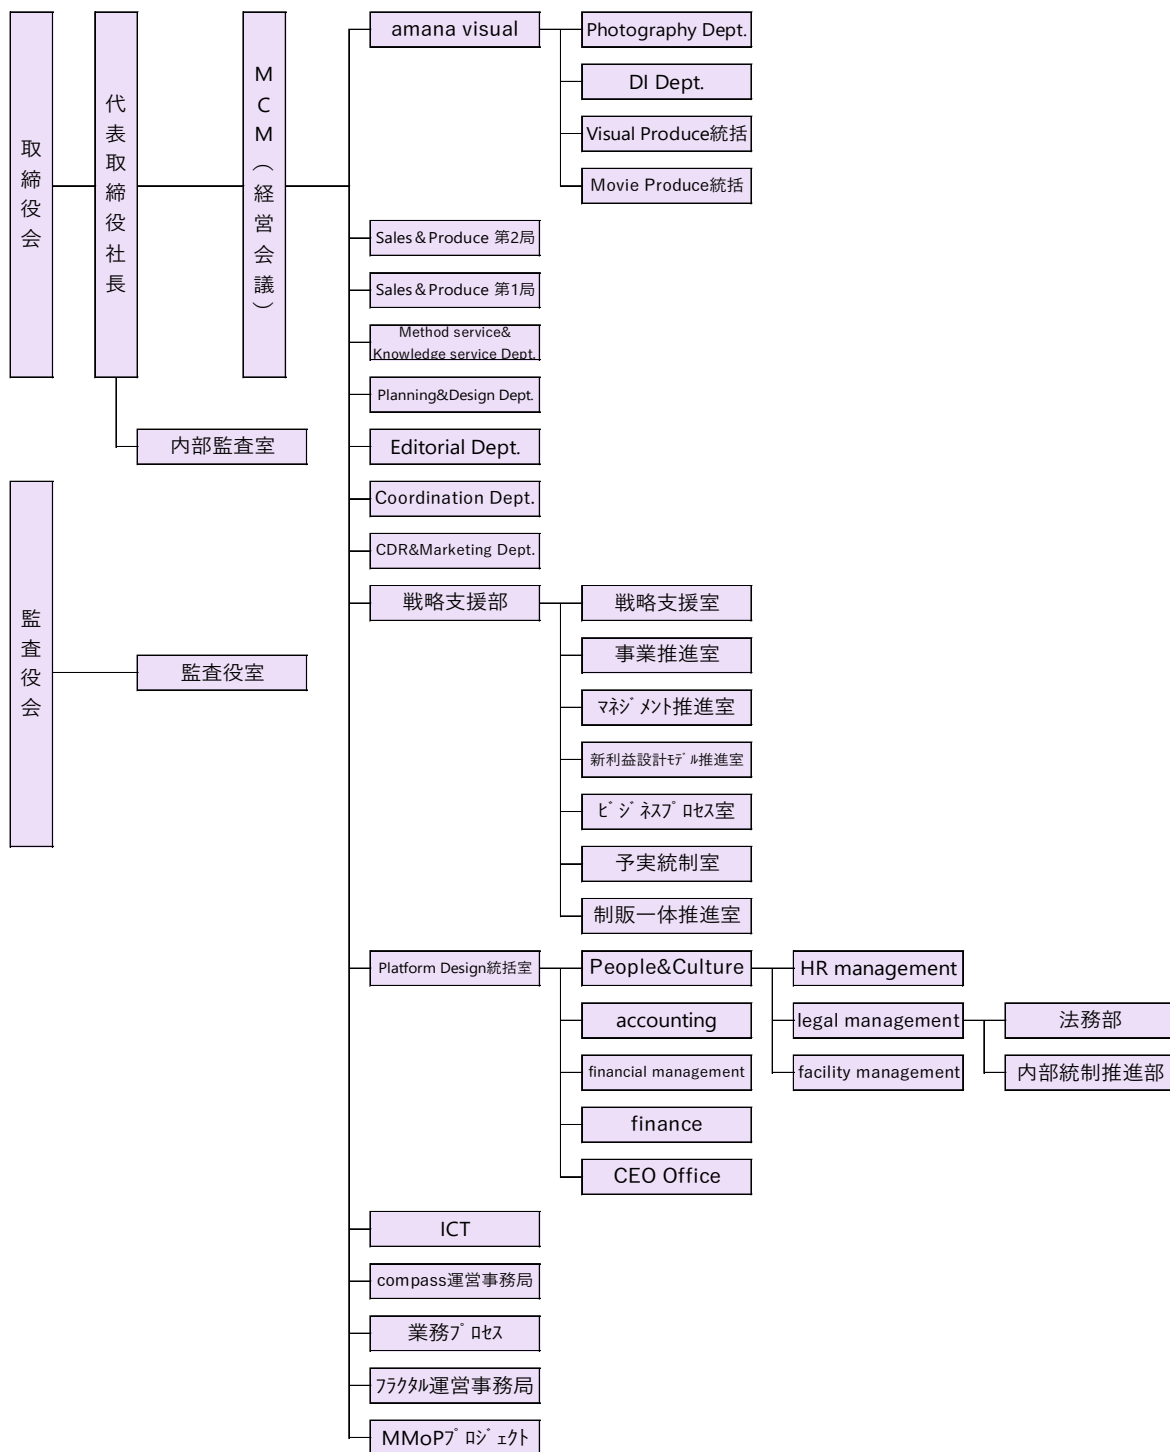 取締役会
代表取締役社長
MCM（経営会議）
内部監査室
監査役会
監査役室
amana visual
Photography Dept.
DI Dept.
Visual Produce統括
Movie Produce統括
Sales＆Produce 第2局
Sales＆Produce 第1局
Method service&
Knowledge service Dept.
Planning&Design Dept.
Editorial Dept.
Coordination Dept.
CDR&Marketing Dept.
戦略支援部
戦略支援室
事業推進室
ﾏﾈｼﾞﾒﾝﾄ推進室
新利益設計ﾓﾃﾞﾙ推進室
ﾋﾞｼﾞﾈｽﾌﾟﾛｾｽ室
予実統制室
制販一体推進室
Platform Design統括室
People&Culture
HR management
legal management
法務部
内部統制推進部
facility management
accounting
financial management
finance
CEO Office
ICT
compass運営事務局
業務ﾌﾟﾛｾｽ
ﾌﾗｸﾀﾙ運営事務局
MMoPﾌﾟﾛｼﾞｪｸﾄ